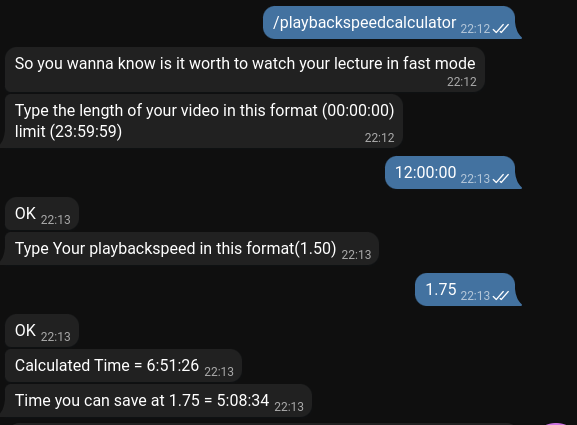 /playbackspeedcalculator 22:12
So you wanna know is it worth to watch your lecture in fast mode
22:12
Type the length of your video in this format (00:00:00)
limit (23:59:59) 22:12
12:00:00 22:13
OK 22:13
Type Your playbackspeed in this format(1.50) 22:13
1.75 22:13
OK 22:13
Calculated Time = 6:51:26 22:13
Time you can save at 1.75 = 5:08:34 22:13